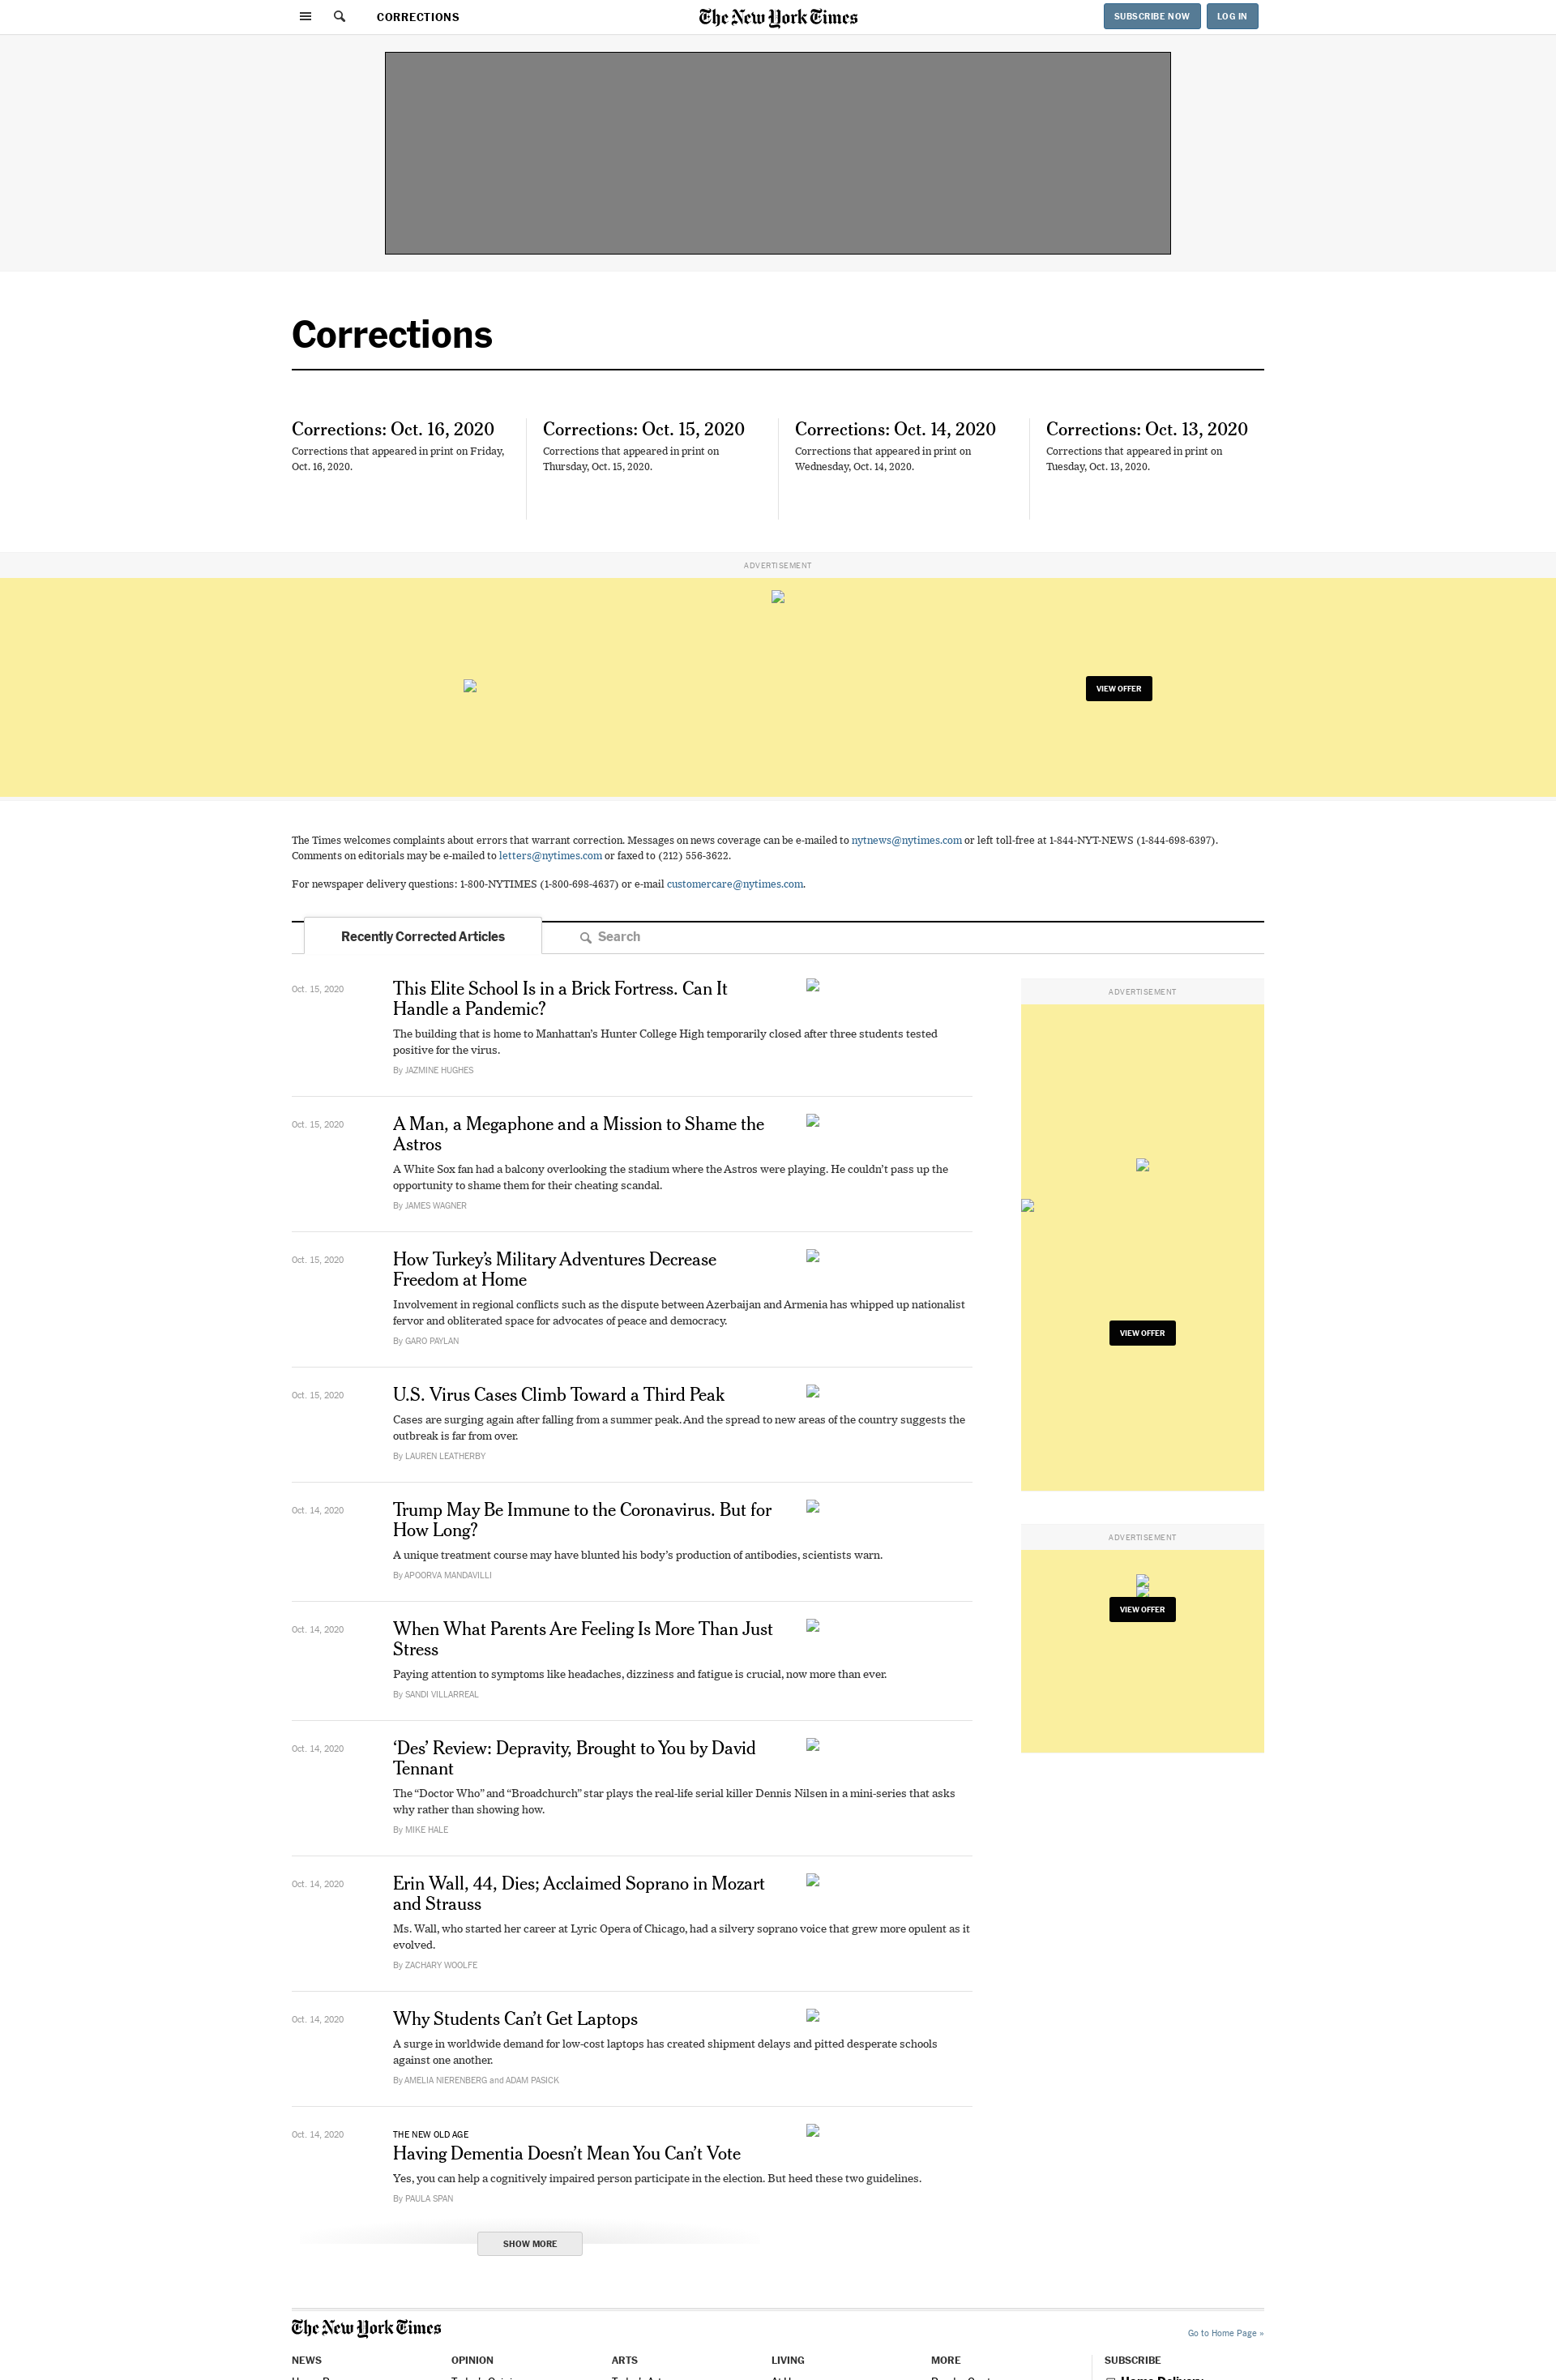 CORRECTIONS
The New York Times
SUBSCRIBE NOW
LOG IN
Corrections
Corrections: Oct. 16, 2020
Corrections that appeared in print on Friday,
Oct. 16, 2020.
Corrections: Oct. 15, 2020
Corrections that appeared in print on
Thursday, Oct. 15, 2020.
Corrections: Oct. 14, 2020
Corrections that appeared in print on
Wednesday, Oct. 14, 2020.
Corrections: Oct. 13, 2020
Corrections that appeared in print on
Tuesday, Oct. 13, 2020.
ADVERTISEMENT
VIEW OFFER
The Times welcomes complaints about errors that warrant correction. Messages on news coverage can be e-mailed to nytnews@nytimes.com or left toll-free at 1-844-NYT-NEWS (1-844-698-6397).
Comments on editorials may be e-mailed to letters@nytimes.com or faxed to (212) 556-3622.
For newspaper delivery questions: 1-800-NYTIMES (1-800-698-4637) or e-mail customercare@nytimes.com.
Recently Corrected Articles
Search
Oct. 15, 2020
This Elite School Is in a Brick Fortress. Can It
Handle a Pandemic?
The building that is home to Manhattan’s Hunter College High temporarily closed after three students tested
positive for the virus.
By JAZMINE HUGHES
Oct. 15, 2020
A Man, a Megaphone and a Mission to Shame the
Astros
A White Sox fan had a balcony overlooking the stadium where the Astros were playing. He couldn’t pass up the
opportunity to shame them for their cheating scandal.
By JAMES WAGNER
Oct. 15, 2020
How Turkey’s Military Adventures Decrease
Freedom at Home
Involvement in regional conflicts such as the dispute between Azerbaijan and Armenia has whipped up nationalist
fervor and obliterated space for advocates of peace and democracy.
By GARO PAYLAN
Oct. 15, 2020
U.S. Virus Cases Climb Toward a Third Peak
Cases are surging again after falling from a summer peak. And the spread to new areas of the country suggests the
outbreak is far from over.
By LAUREN LEATHERBY
Oct. 14, 2020
Trump May Be Immune to the Coronavirus. But for
How Long?
A unique treatment course may have blunted his body’s production of antibodies, scientists warn.
By APOORVA MANDAVILLI
Oct. 14, 2020
When What Parents Are Feeling Is More Than Just
Stress
Paying attention to symptoms like headaches, dizziness and fatigue is crucial, now more than ever.
By SANDI VILLARREAL
Oct. 14, 2020
‘Des’ Review: Depravity, Brought to You by David
Tennant
The “Doctor Who” and “Broadchurch” star plays the real-life serial killer Dennis Nilsen in a mini-series that asks
why rather than showing how.
By MIKE HALE
Oct. 14, 2020
Erin Wall, 44, Dies; Acclaimed Soprano in Mozart
and Strauss
Ms. Wall, who started her career at Lyric Opera of Chicago, had a silvery soprano voice that grew more opulent as it
evolved.
By ZACHARY WOOLFE
Oct. 14, 2020
Why Students Can’t Get Laptops
A surge in worldwide demand for low-cost laptops has created shipment delays and pitted desperate schools
against one another.
By AMELIA NIERENBERG and ADAM PASICK
Oct. 14, 2020
THE NEW OLD AGE
Having Dementia Doesn’t Mean You Can’t Vote
Yes, you can help a cognitively impaired person participate in the election. But heed these two guidelines.
By PAULA SPAN
SHOW MORE
ADVERTISEMENT
VIEW OFFER
ADVERTISEMENT
VIEW OFFER
The New York Times
Go to Home Page »
NEWS
OPINION
ARTS
LIVING
MORE
SUBSCRIBE